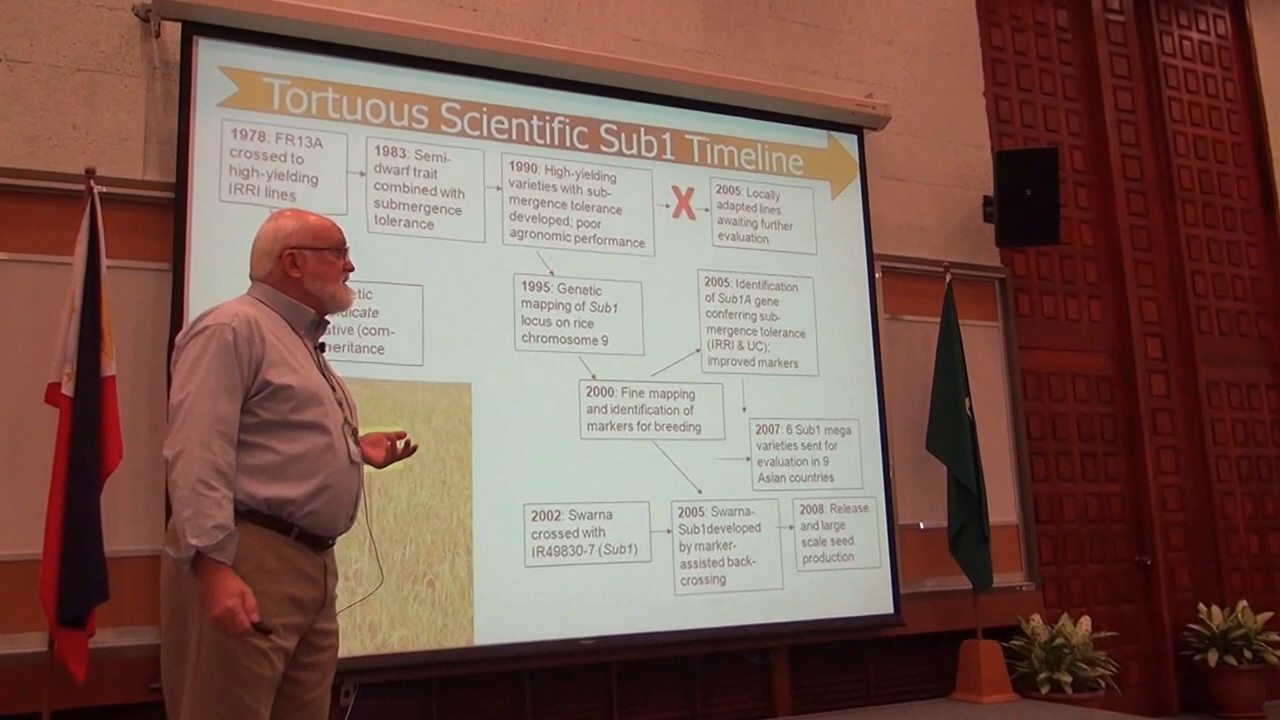 Tortuous Scientific Sub1 Timeline
1978: FR13A
crossed to
high-yielding
IRRI lines
1983: Semi-
dwarf trait
combined with
submergence
tolerance
1990: High-yielding
varieties with sub-
mergence tolerance
developed; poor
agronomic performance
X
2005: Locally
adapted lines
awaiting further
evaluation
1995: Genetic
mapping of Sub1
locus on rice
chromosome 9
2005: Identification
of Sub1A gene
conferring sub-
mergence tolerance
(IRRI & UC);
improved markers
2000: Fine mapping
and identification of
markers for breeding
2007: 6 Sub1 mega
varieties sent for
evaluation in 9
Asian countries
2002: Swarna
crossed with
IR49830-7 (Sub1)
2005: Swarna-
Sub1developed
by marker-
assisted back-
crossing
2008: Release
and large
scale seed
production